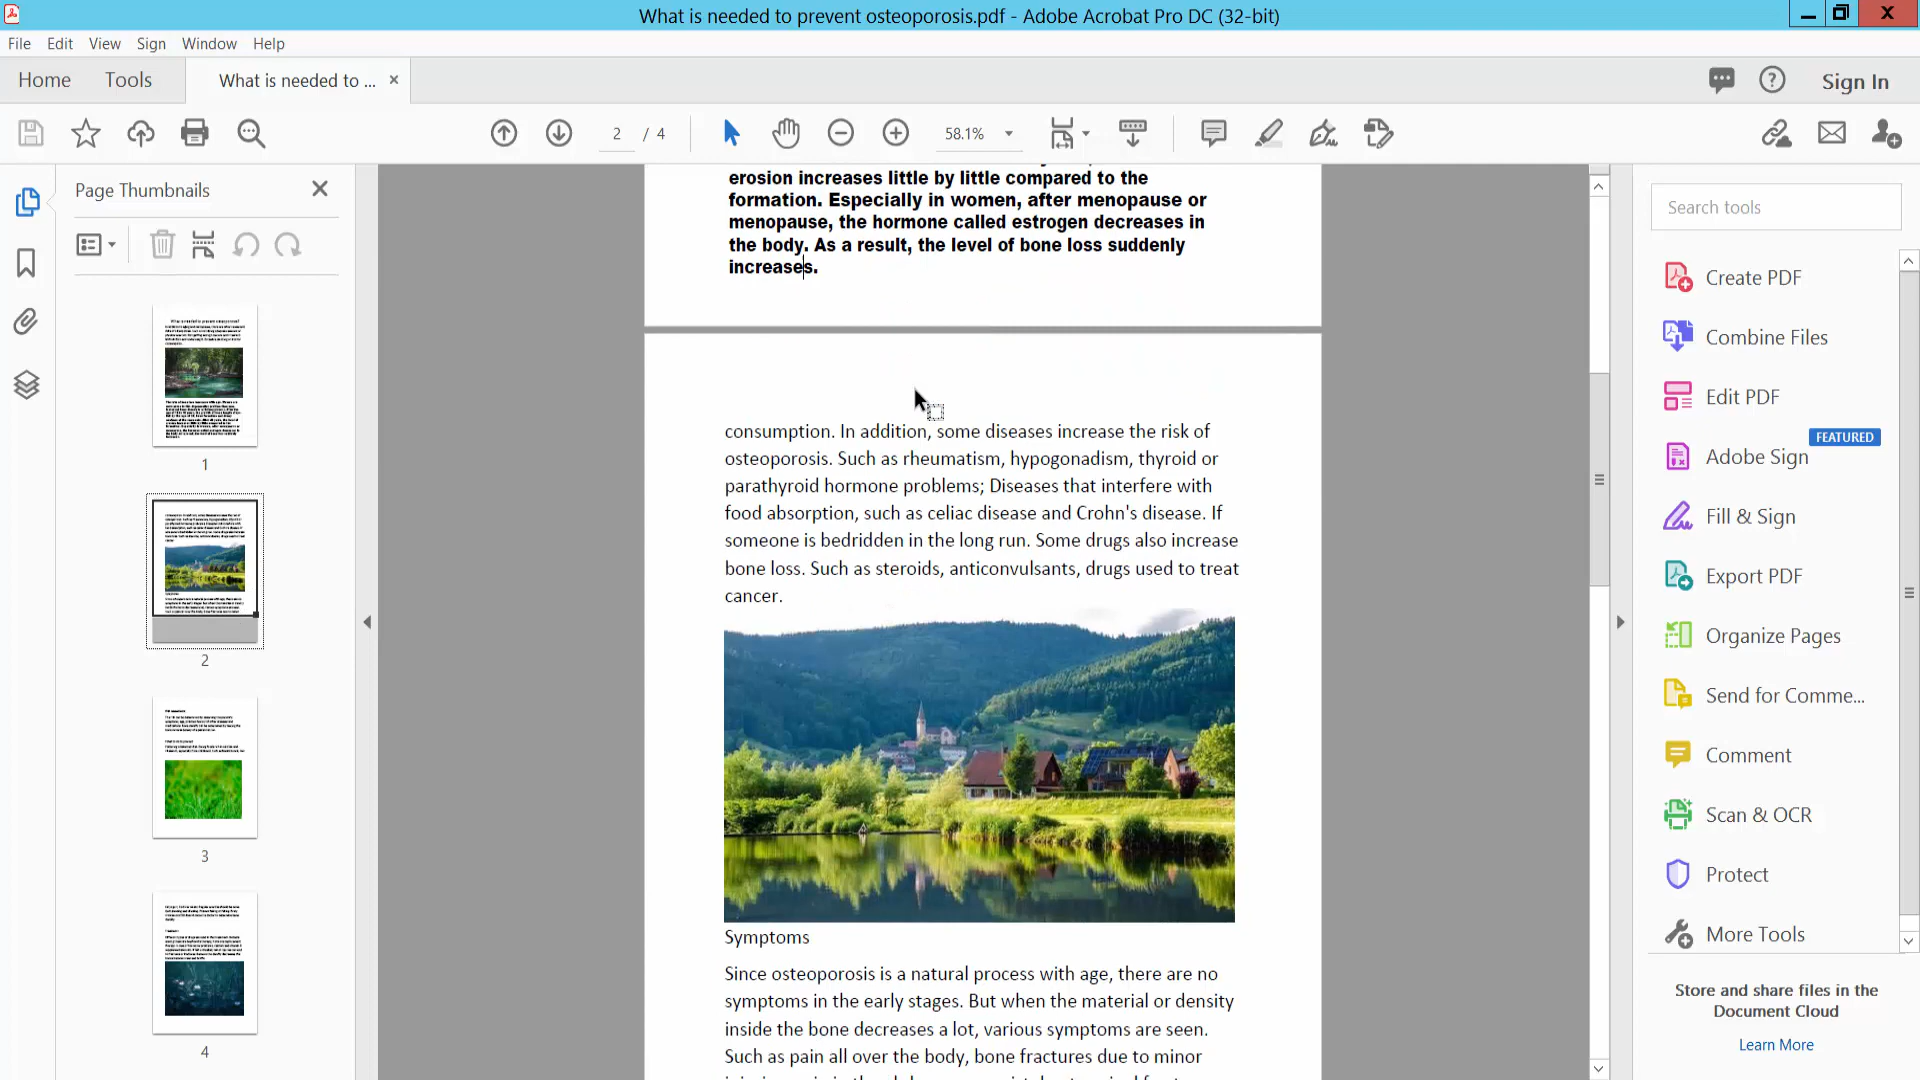 What is needed to prevent osteoporosis.pdf - Adobe Acrobat Pro DC (32-bit)
File Edit View Sign Window Help
Home Tools What is needed to ... × Sign In
2 / 4 58.1%
Page Thumbnails
1
2
3
4
erosion increases little by little compared to the
formation. Especially in women, after menopause or
menopause, the hormone called estrogen decreases in
the body. As a result, the level of bone loss suddenly
increases.
consumption. In addition, some diseases increase the risk of
osteoporosis. Such as rheumatism, hypogonadism, thyroid or
parathyroid hormone problems; Diseases that interfere with
food absorption, such as celiac disease and Crohn's disease. If
someone is bedridden in the long run. Some drugs also increase
bone loss. Such as steroids, anticonvulsants, drugs used to treat
cancer.
Symptoms
Since osteoporosis is a natural process with age, there are no
symptoms in the early stages. But when the material or density
inside the bone decreases a lot, various symptoms are seen.
Such as pain all over the body, bone fractures due to minor
Search tools
Create PDF
Combine Files
Edit PDF
FEATURED
Adobe Sign
Fill & Sign
Export PDF
Organize Pages
Send for Comme...
Comment
Scan & OCR
Protect
More Tools
Store and share files in the
Document Cloud
Learn More